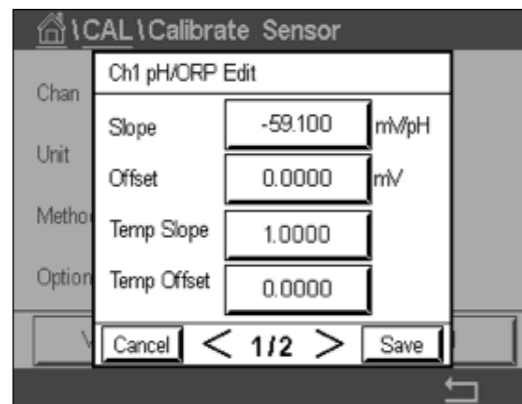 \CAL\Calibrate Sensor
Ch1 pH/ORP Edit
Chan
Slope -59.100 mV/pH
Unit
Offset 0.0000 mV
Temp Slope 1.0000
Option
Temp Offset 0.0000
Cancel < 1/2 > Save